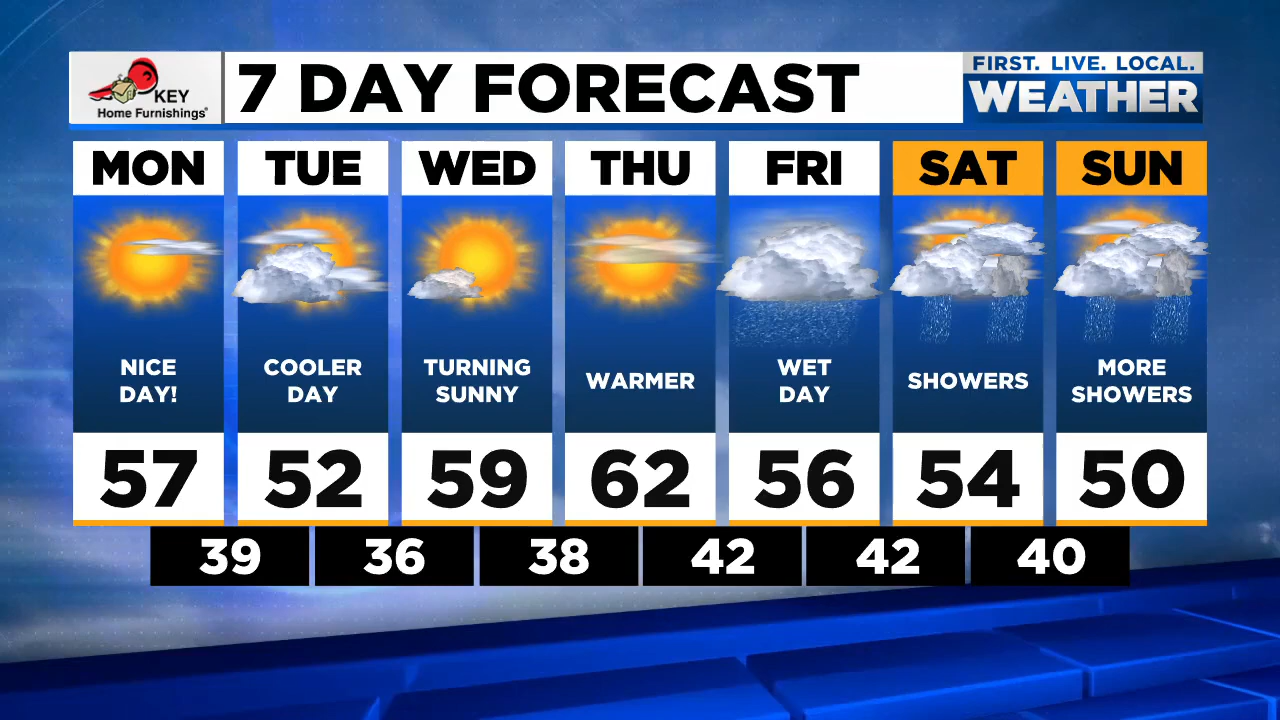 KEY
Home Furnishings®
7 DAY FORECAST
FIRST. LIVE. LOCAL.
WEATHER
MON
TUE
WED
THU
FRI
SAT
SUN
NICE
DAY!
COOLER
DAY
TURNING
SUNNY
WARMER
WET
DAY
SHOWERS
MORE
SHOWERS
57
52
59
62
56
54
50
39
36
38
42
42
40